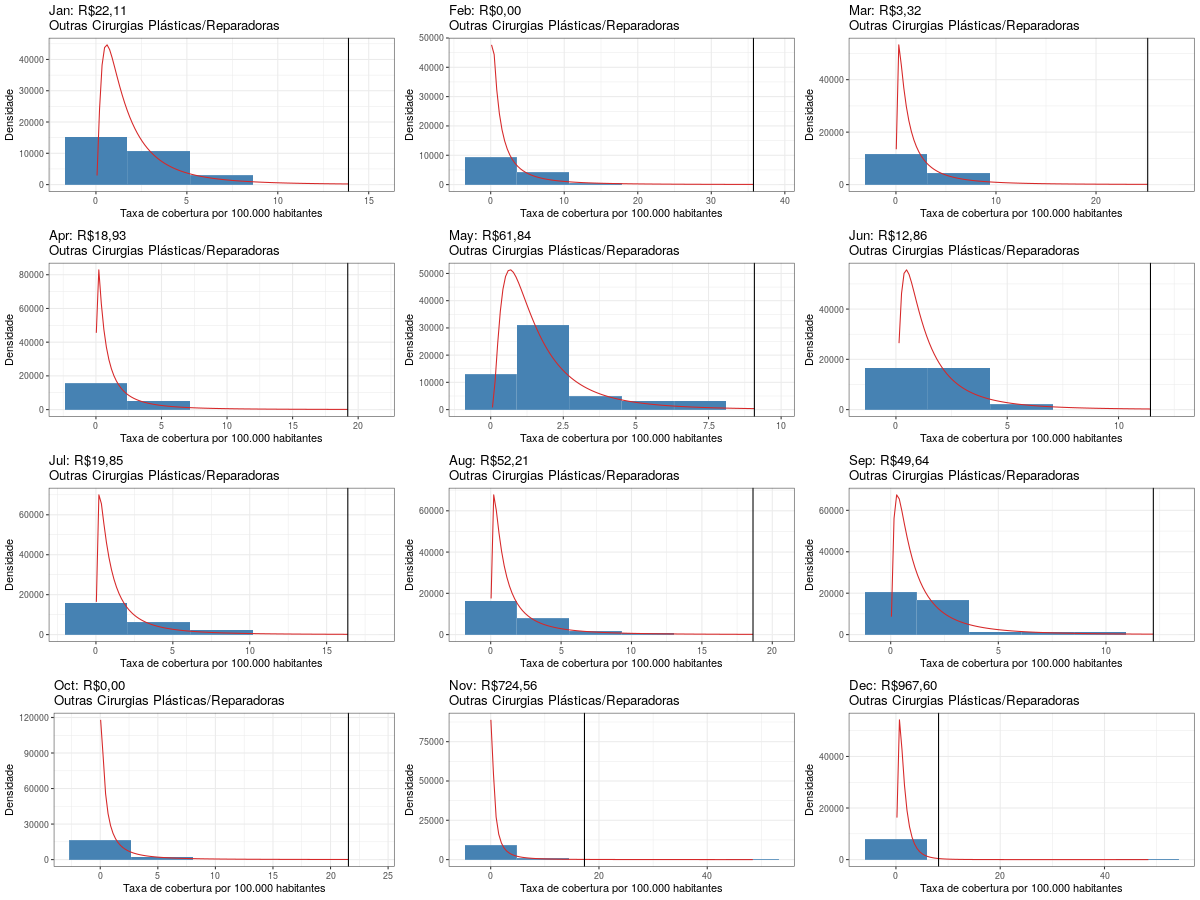 Jan: R$22,11
Outras Cirurgias Plásticas/Reparadoras
Densidade
40000
30000
20000
10000
0
0 5 10 15
Taxa de cobertura por 100.000 habitantes
Feb: R$0,00
Outras Cirurgias Plásticas/Reparadoras
Densidade
50000
40000
30000
20000
10000
0
0 10 20 30 40
Taxa de cobertura por 100.000 habitantes
Mar: R$3,32
Outras Cirurgias Plásticas/Reparadoras
Densidade
40000
20000
0
0 10 20
Taxa de cobertura por 100.000 habitantes
Apr: R$18,93
Outras Cirurgias Plásticas/Reparadoras
Densidade
80000
60000
40000
20000
0
0 5 10 15 20
Taxa de cobertura por 100.000 habitantes
May: R$61,84
Outras Cirurgias Plásticas/Reparadoras
Densidade
50000
40000
30000
20000
10000
0
0 2.5 5 7.5 10
Taxa de cobertura por 100.000 habitantes
Jun: R$12,86
Outras Cirurgias Plásticas/Reparadoras
Densidade
40000
20000
0
0 5 10
Taxa de cobertura por 100.000 habitantes
Jul: R$19,85
Outras Cirurgias Plásticas/Reparadoras
Densidade
60000
40000
20000
0
0 5 10 15
Taxa de cobertura por 100.000 habitantes
Aug: R$52,21
Outras Cirurgias Plásticas/Reparadoras
Densidade
60000
40000
20000
0
0 5 10 15 20
Taxa de cobertura por 100.000 habitantes
Sep: R$49,64
Outras Cirurgias Plásticas/Reparadoras
Densidade
60000
40000
20000
0
0 5 10
Taxa de cobertura por 100.000 habitantes
Oct: R$0,00
Outras Cirurgias Plásticas/Reparadoras
Densidade
120000
90000
60000
30000
0
0 5 10 15 20 25
Taxa de cobertura por 100.000 habitantes
Nov: R$724,56
Outras Cirurgias Plásticas/Reparadoras
Densidade
75000
50000
25000
0
0 20 40
Taxa de cobertura por 100.000 habitantes
Dec: R$967,60
Outras Cirurgias Plásticas/Reparadoras
Densidade
40000
20000
0
0 20 40
Taxa de cobertura por 100.000 habitantes